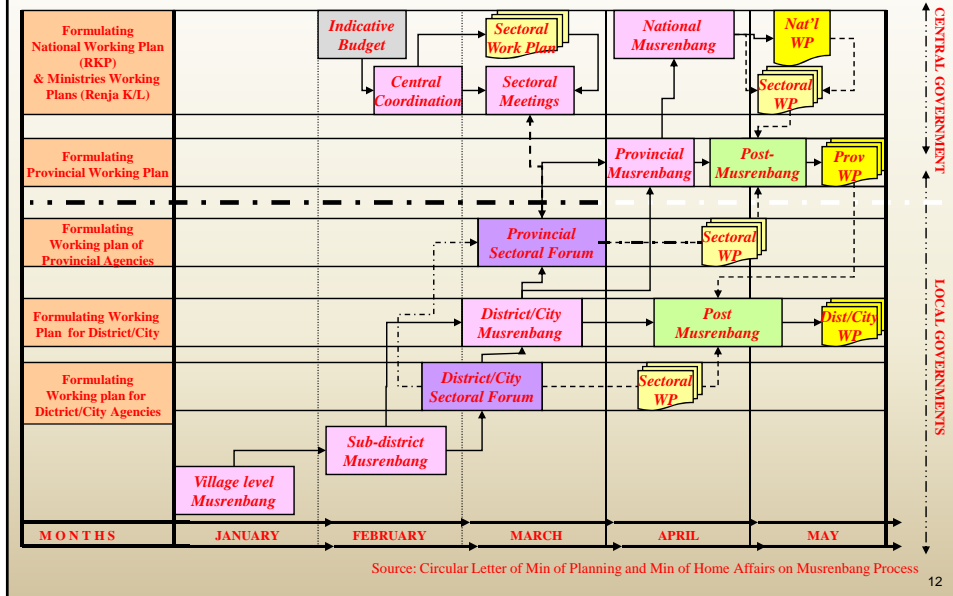 Formulating
National Working Plan
(RKP)
& Ministries Working
Plans (Renja K/L)
Indicative
Budget
Central
Coordination
Sectoral
Work Plan
Sectoral
Meetings
National
Musrenbang
Nat'l
WP
Sectoral
WP
CENTRAL GOVERNMENT
Formulating
Provincial Working Plan
Provincial
Musrenbang
Post-
Musrenbang
Prov
WP
Formulating
Working plan of
Provincial Agencies
Provincial
Sectoral Forum
Sectoral
WP
Formulating Working
Plan for District/City
District/City
Musrenbang
Post
Musrenbang
Dist/City
WP
LOCAL GOVERNMENTS
Formulating
Working plan for
Dictrict/City Agencies
District/City
Sectoral Forum
Sectoral
WP
Sub-district
Musrenbang
Village level
Musrenbang
MONTHS
JANUARY
FEBRUARY
MARCH
APRIL
MAY
Source: Circular Letter of Min of Planning and Min of Home Affairs on Musrenbang Process
12